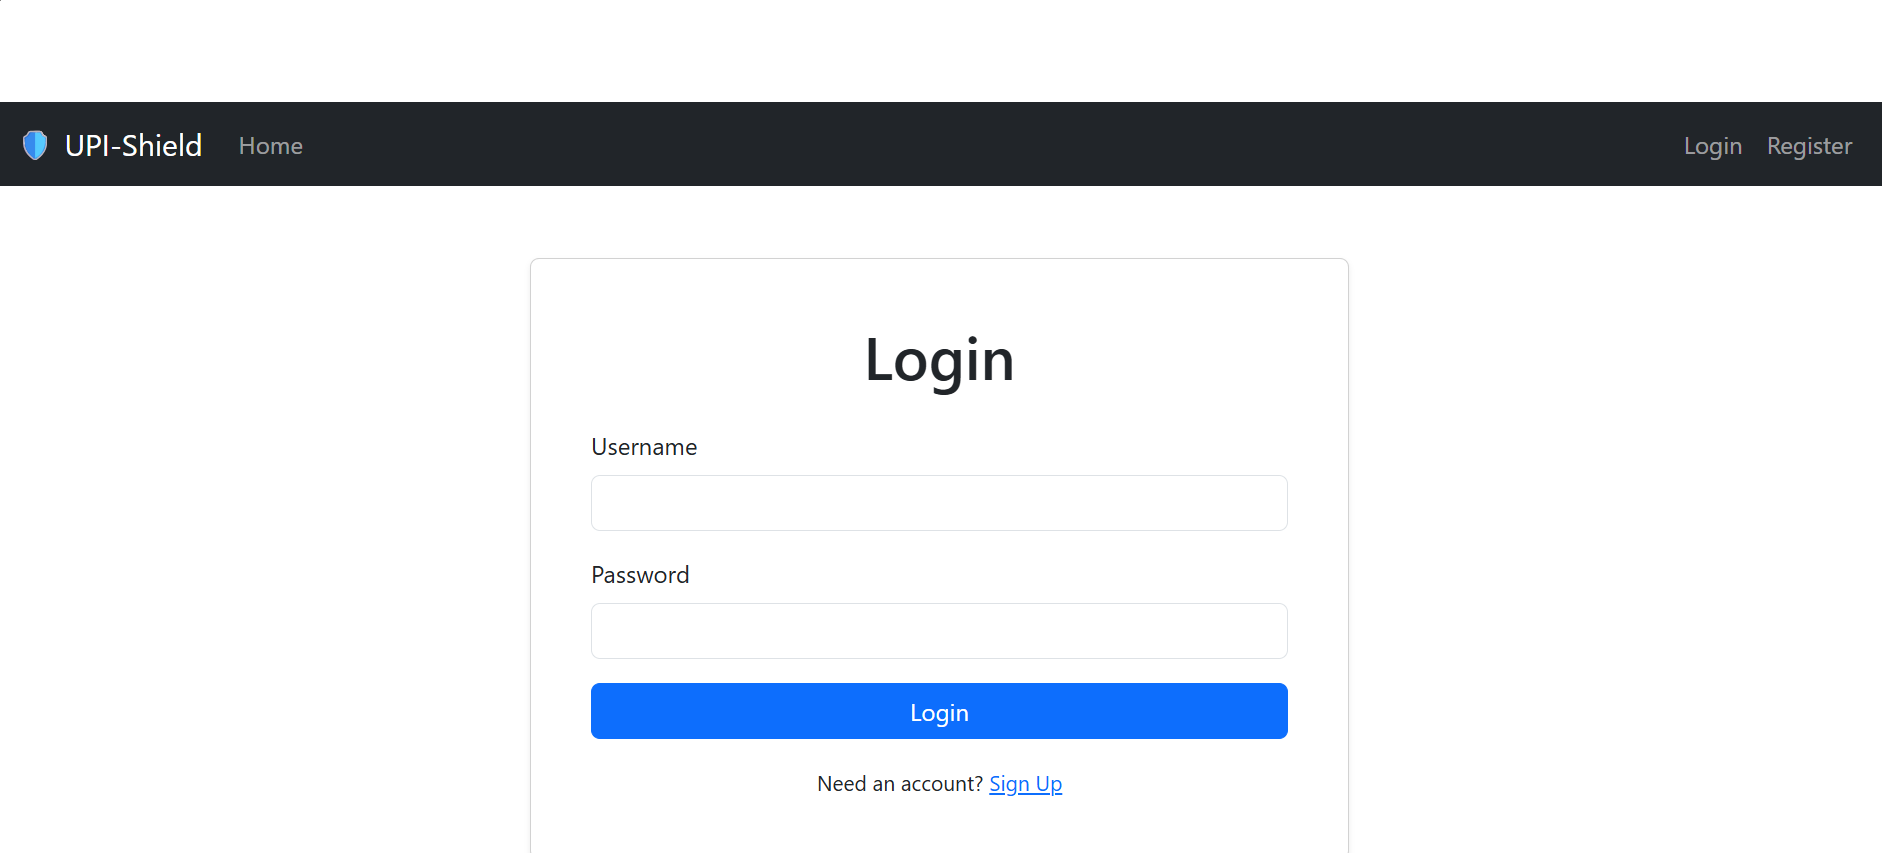 UPI-Shield Home Login Register
Login
Username
Password
Login
Need an account? Sign Up